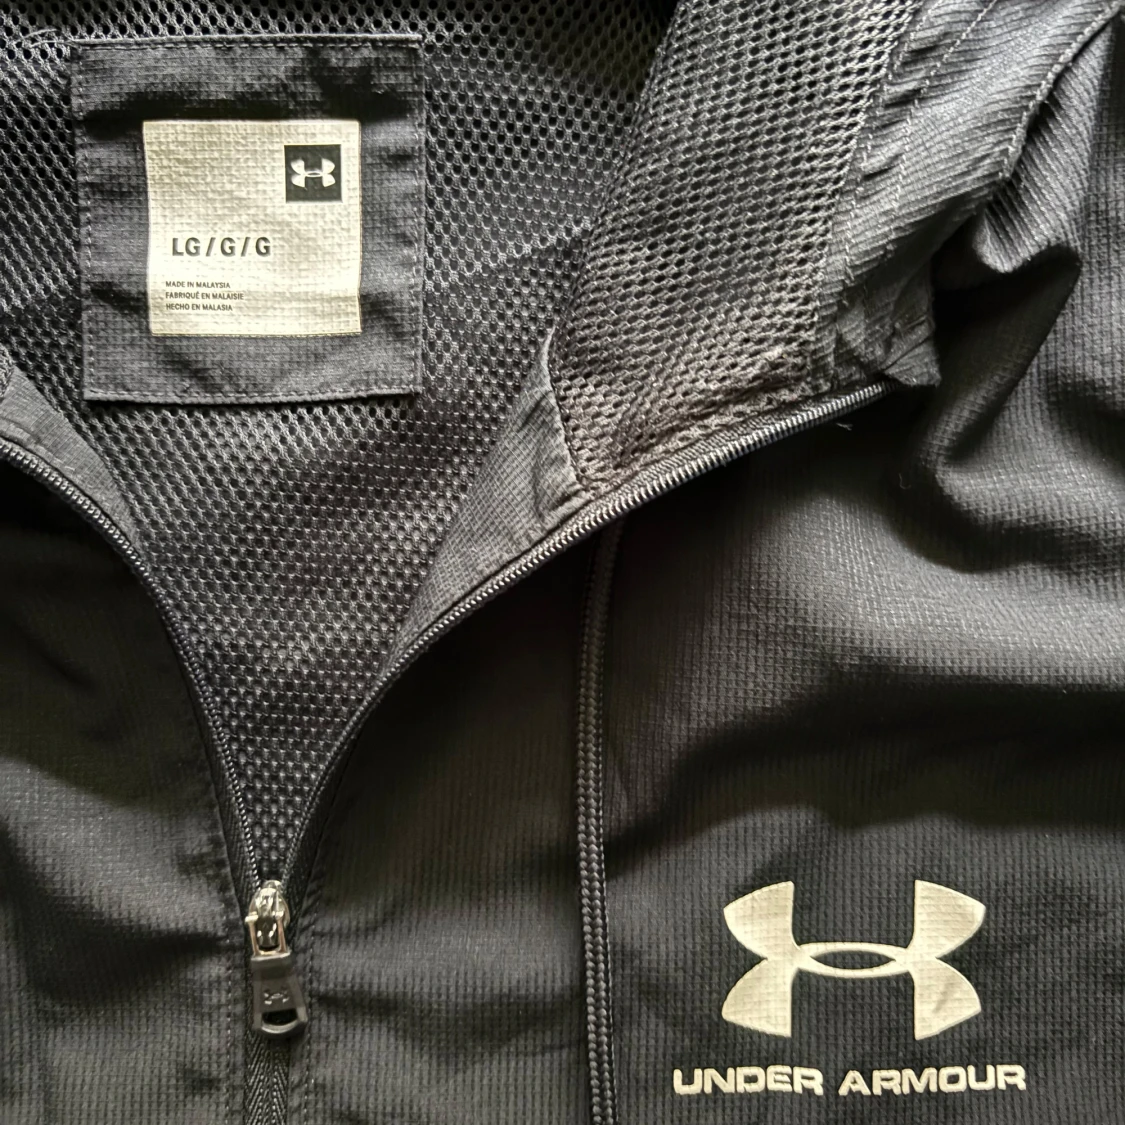 LG / G / G
MADE IN MALAYSIA
FABRIQUÉ EN MALAISIE
HECHO EN MALASIA
UNDER ARMOUR